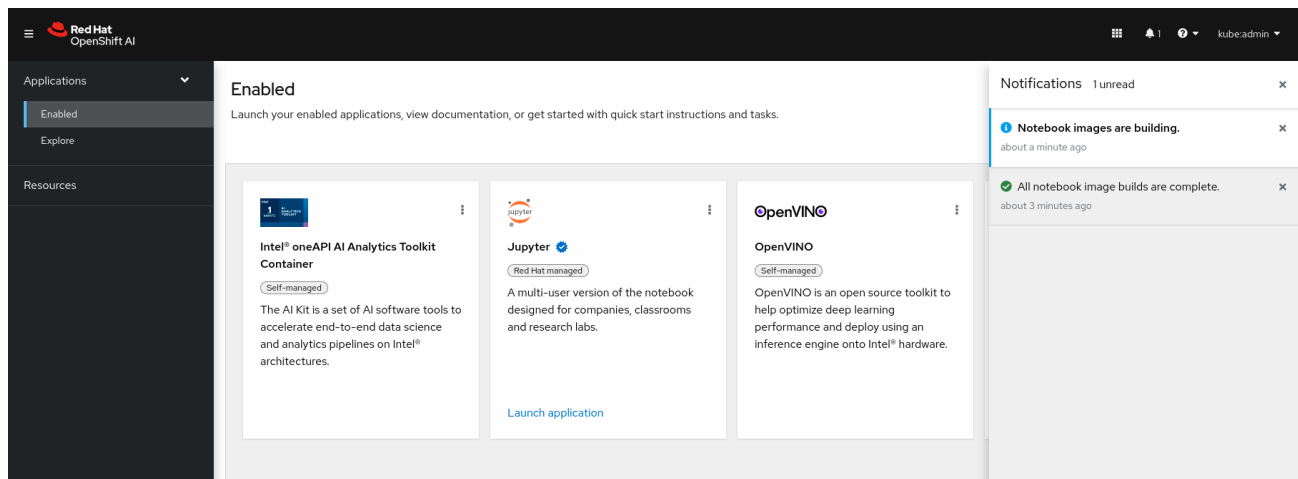 Red Hat
OpenShift AI
1
kube:admin
Applications
Enabled
Explore
Resources
Enabled
Launch your enabled applications, view documentation, or get started with quick start instructions and tasks.
Intel® oneAPI AI Analytics Toolkit
Container
Self-managed
The AI Kit is a set of AI software tools to
accelerate end-to-end data science
and analytics pipelines on Intel®
architectures.
jupyter
Jupyter
Red Hat managed
A multi-user version of the notebook
designed for companies, classrooms
and research labs.
Launch application
OpenVINO
OpenVINO
Self-managed
OpenVINO is an open source toolkit to
help optimize deep learning
performance and deploy using an
inference engine onto Intel® hardware.
Notifications 1 unread
Notebook images are building.
about a minute ago
All notebook image builds are complete.
about 3 minutes ago